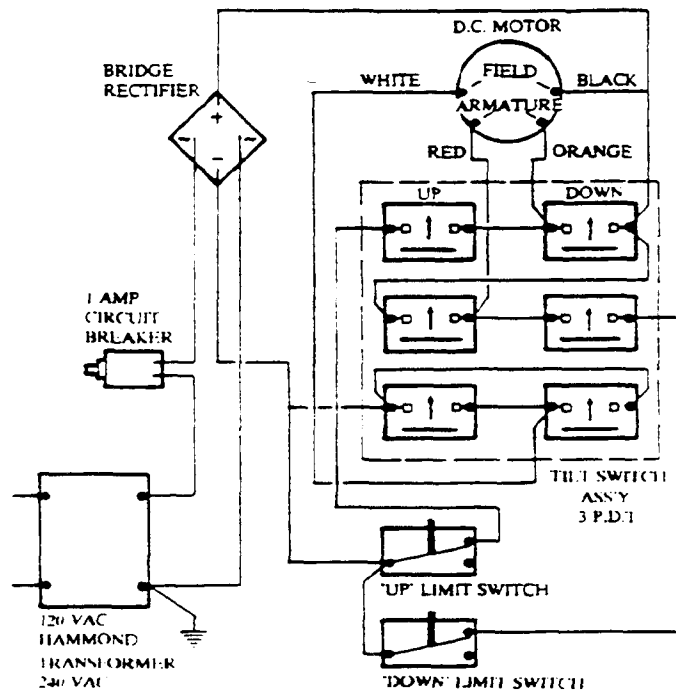 D.C. MOTOR
BRIDGE
RECTIFIER
WHITE
FIELD
BLACK
ARMATURE
RED
ORANGE
UP
DOWN
+
~
~
−
1 AMP
CIRCUIT
BREAKER
TILT SWITCH
ASS'Y
3 P.D.T
120 VAC
HAMMOND
TRANSFORMER
240 VAC
"UP" LIMIT SWITCH
"DOWN" LIMIT SWITCH